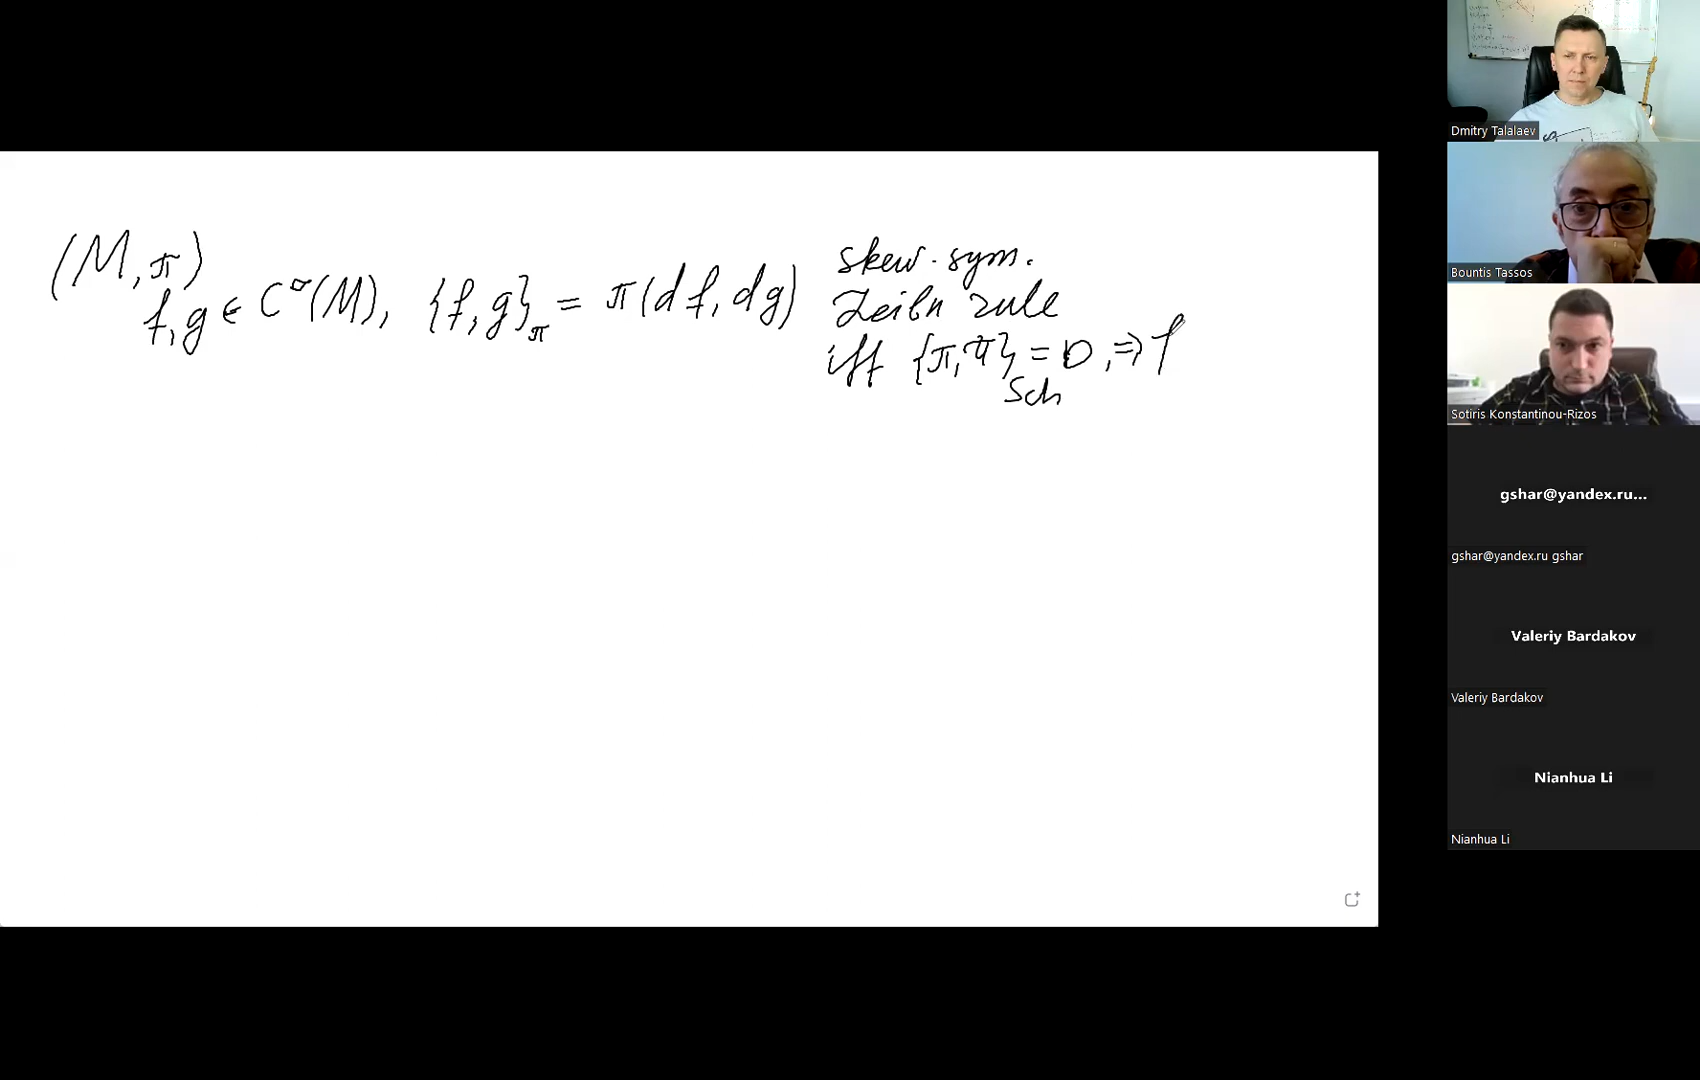 (M, π)
f, g ∈ C^∞(M), {f, g}_π = π(df, dg)
skew. sym.
Leibn rule
iff {π, π}_Sch = 0, ⇒
Dmitry Talalaev
Bountis Tassos
Sotiris Konstantinou-Rizos
gshar@yandex.ru...
gshar@yandex.ru gshar
Valeriy Bardakov
Valeriy Bardakov
Nianhua Li
Nianhua Li